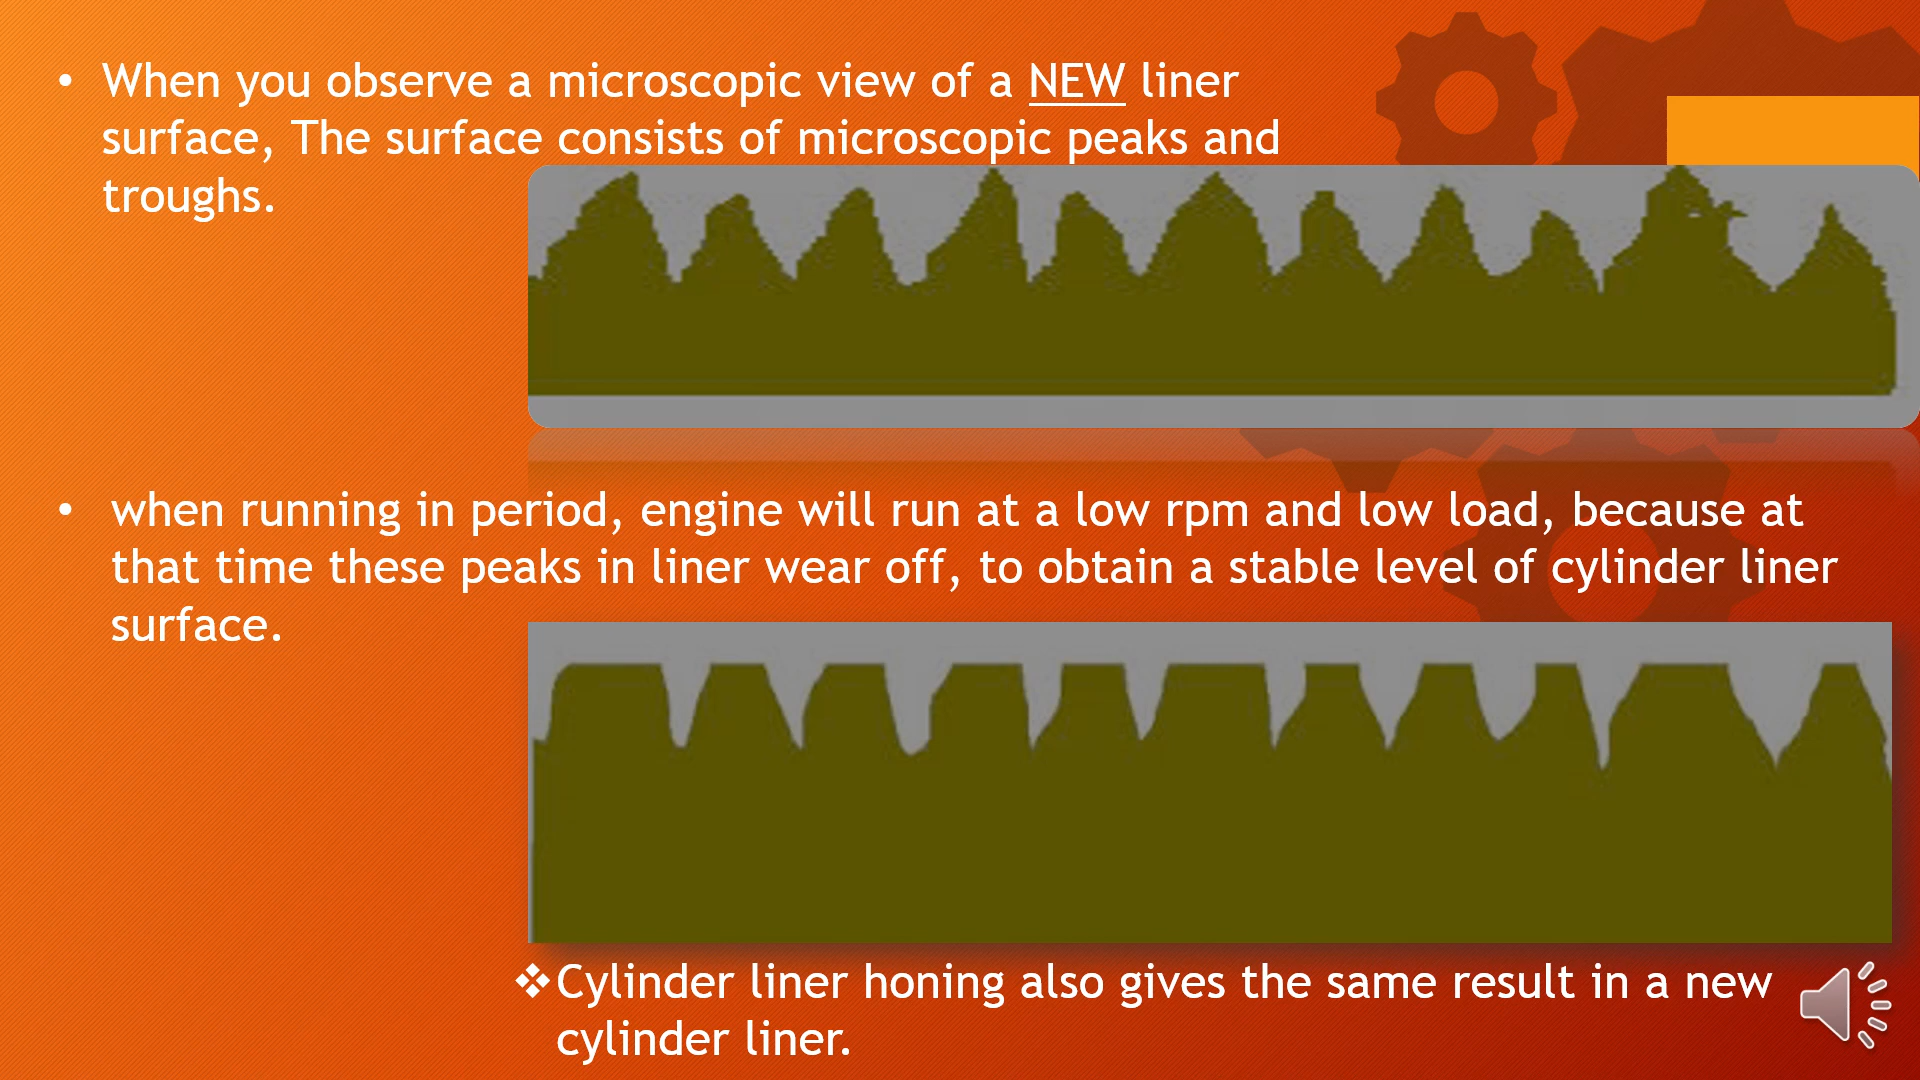 • When you observe a microscopic view of a NEW liner
surface, The surface consists of microscopic peaks and
troughs.
• when running in period, engine will run at a low rpm and low load, because at
that time these peaks in liner wear off, to obtain a stable level of cylinder liner
surface.
❖Cylinder liner honing also gives the same result in a new
cylinder liner.